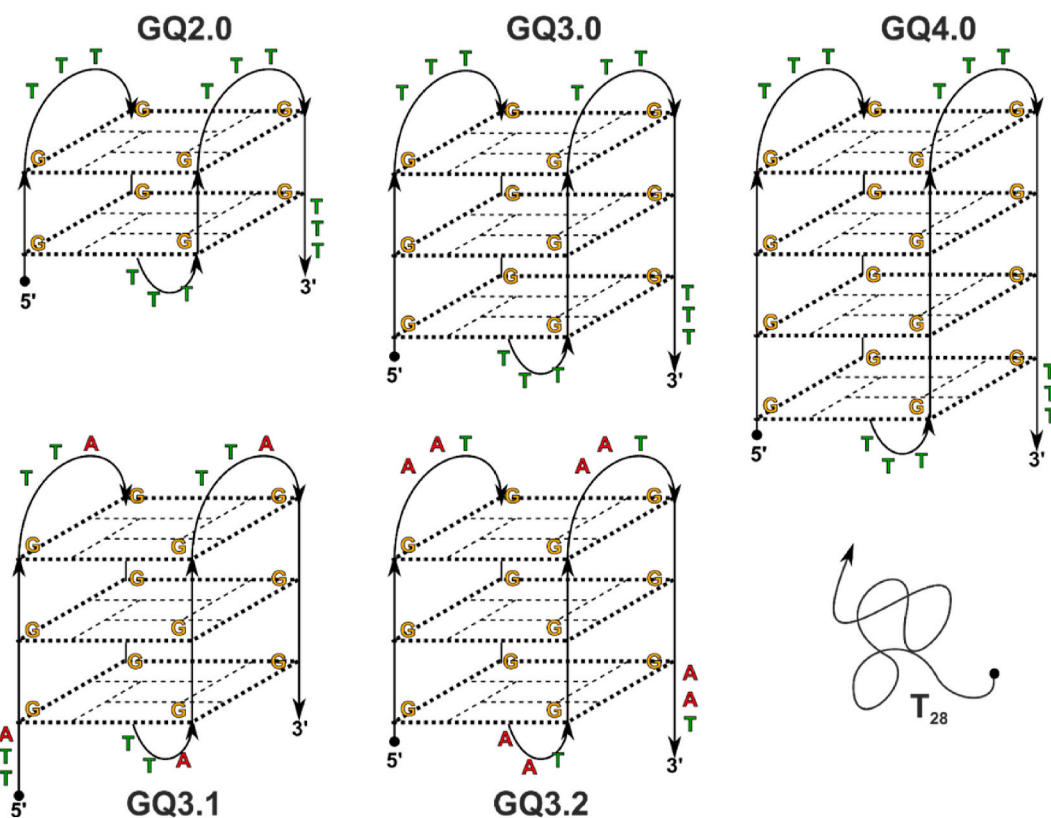 GQ2.0
T T T T T T
G G
G G
G G
G G
T
T
T
T T T
5' 3'
GQ3.0
T T T T T T
G G
G G
G G
G G
G G
G G
T
T
T
T T T
5' 3'
GQ4.0
T T T T T T
G G
G G
G G
G G
G G
G G
G G
G G
T
T
T
T T T
5' 3'
T T A T T A
G G
G G
G G
G G
G G
G G
A
T
T
T T A
3'
5'
GQ3.1
A A T A A T
G G
G G
G G
G G
G G
G G
A
A
T
A A T
5' 3'
GQ3.2
T28